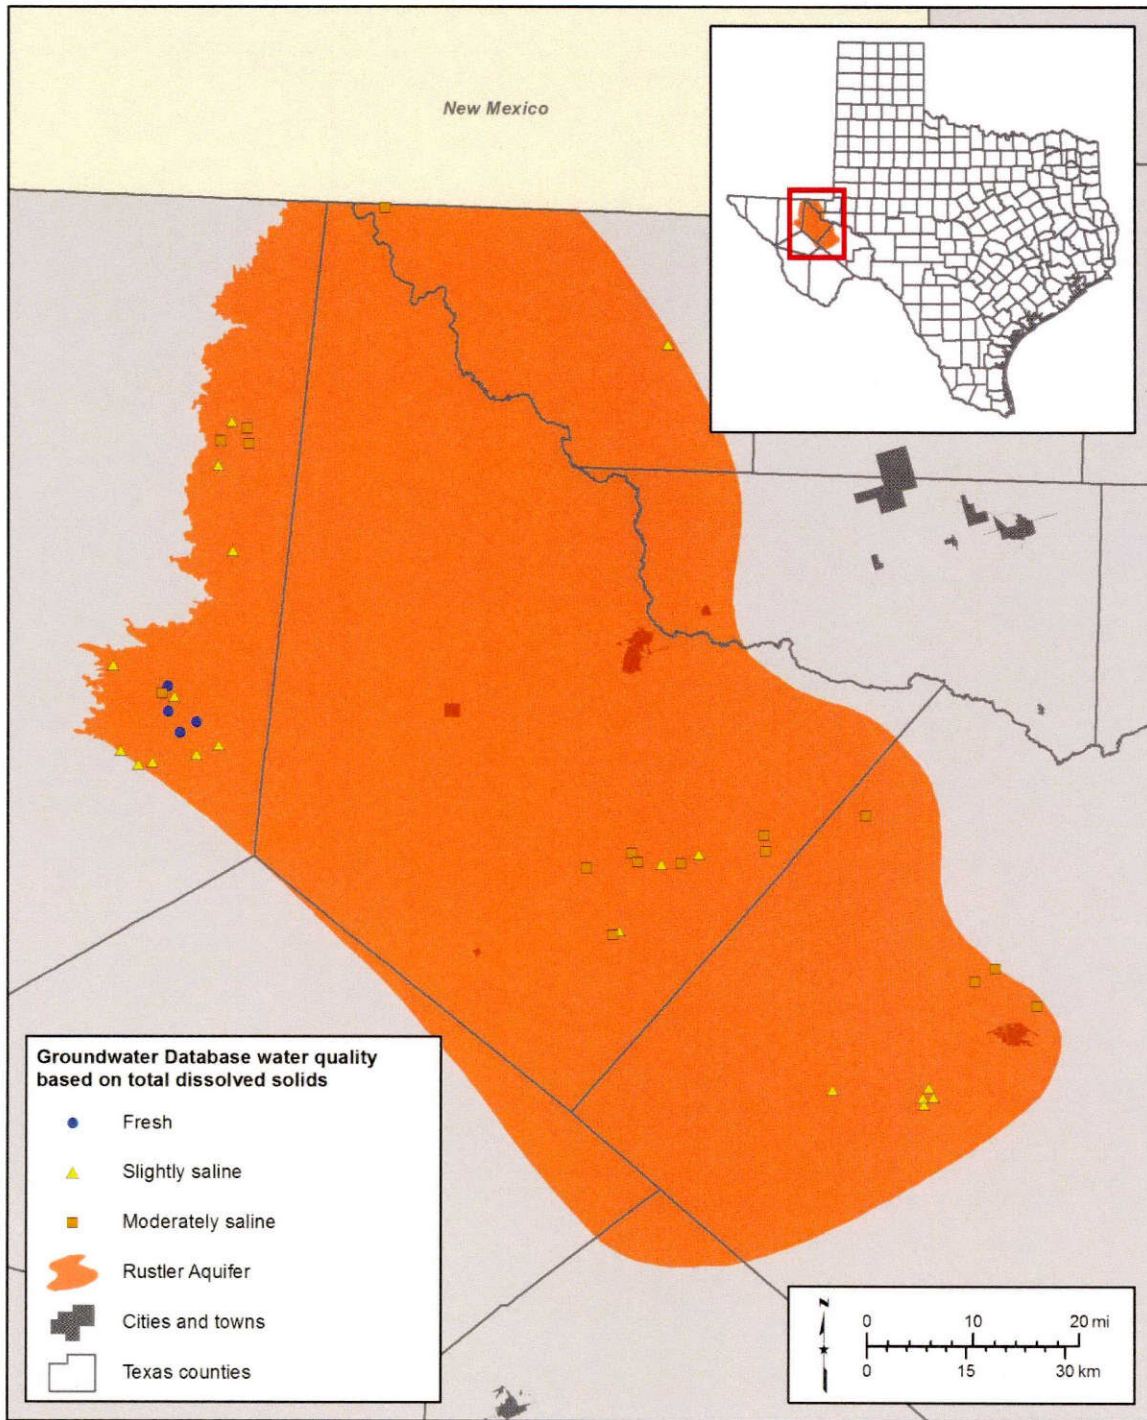 New Mexico
Groundwater Database water quality
based on total dissolved solids
Fresh
Slightly saline
Moderately saline
Rustler Aquifer
Cities and towns
Texas counties
N
0 10 20 mi
0 15 30 km